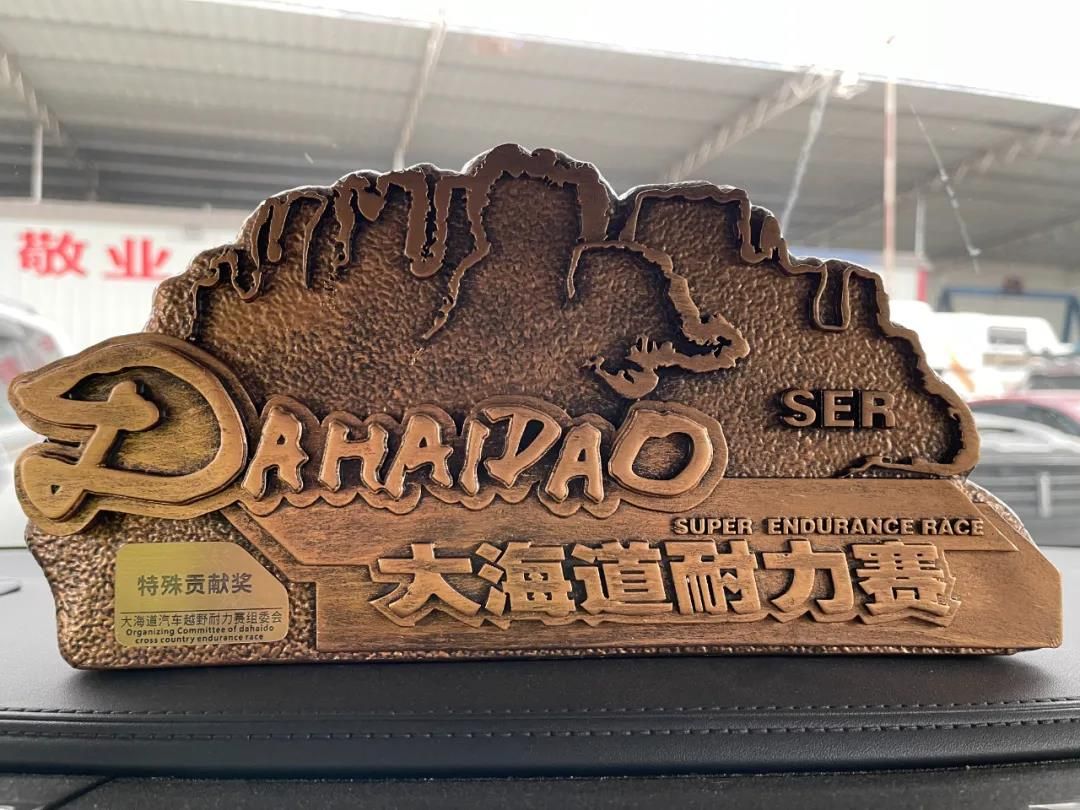 敬业
SER
DAHAIDAO
SUPER ENDURANCE RACE
大海道耐力赛
特殊贡献奖
大海道汽车越野耐力赛组委会
Organizing Committee of dahaido
cross country endurance race